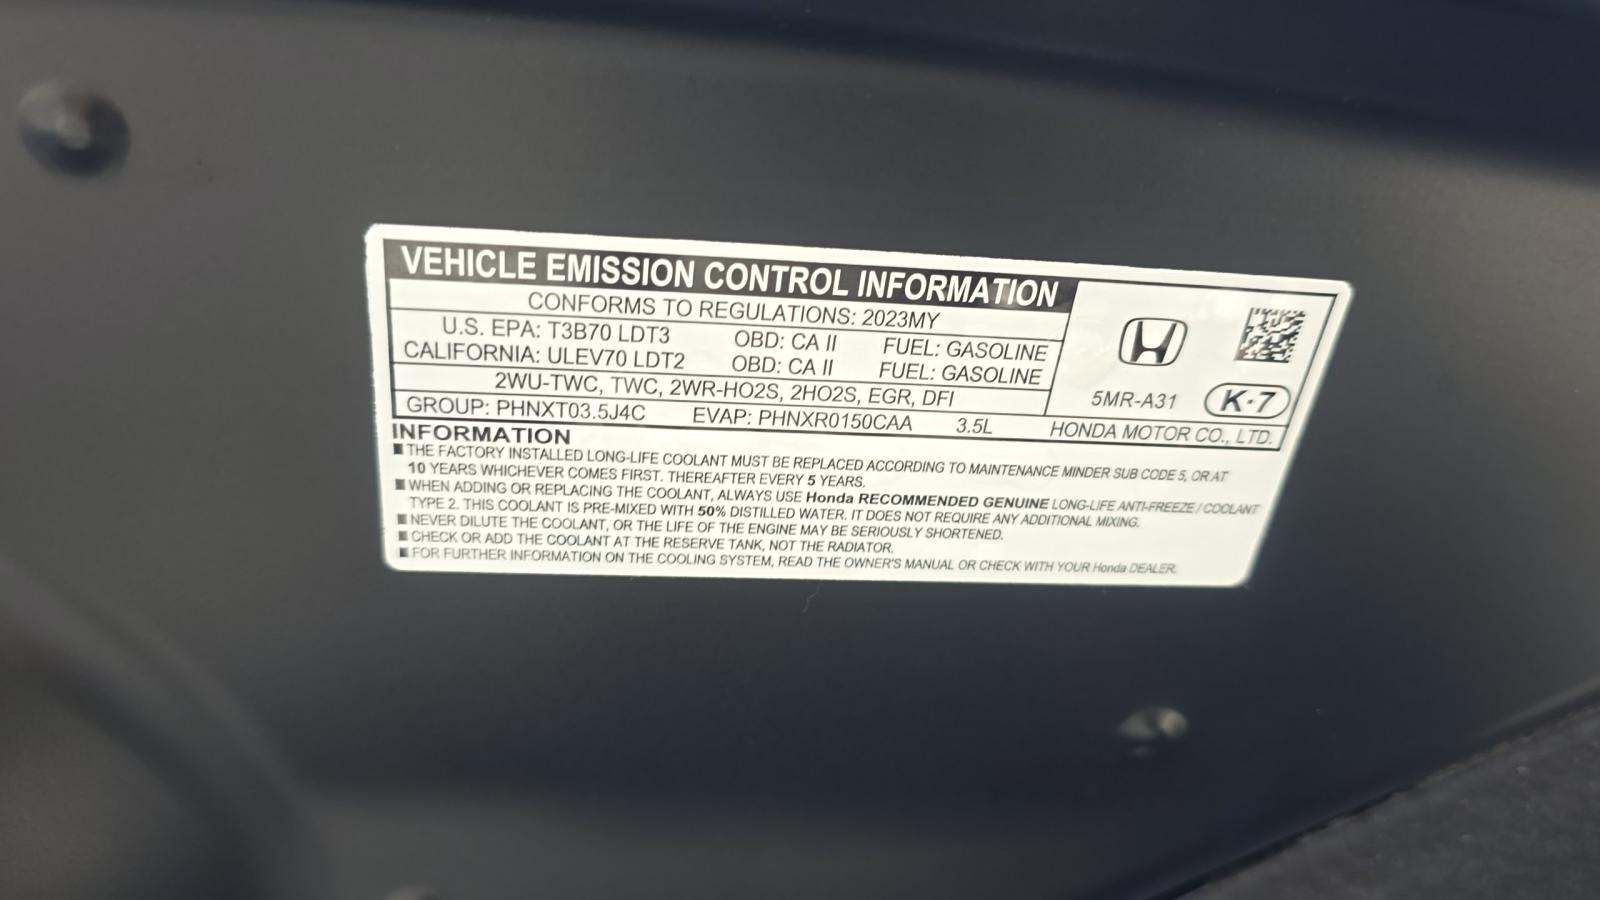 VEHICLE EMISSION CONTROL INFORMATION
CONFORMS TO REGULATIONS: 2023MY
U.S. EPA: T3B70 LDT3 OBD: CA II FUEL: GASOLINE
CALIFORNIA: ULEV70 LDT2 OBD: CA II FUEL: GASOLINE
2WU-TWC, TWC, 2WR-HO2S, 2HO2S, EGR, DFI
5MR-A31 K-7
GROUP: PHNXT03.5J4C EVAP: PHNXR0150CAA 3.5L HONDA MOTOR CO., LTD.
INFORMATION
■ THE FACTORY INSTALLED LONG-LIFE COOLANT MUST BE REPLACED ACCORDING TO MAINTENANCE MINDER SUB CODE 5, OR AT
10 YEARS WHICHEVER COMES FIRST. THEREAFTER EVERY 5 YEARS.
■ WHEN ADDING OR REPLACING THE COOLANT, ALWAYS USE Honda RECOMMENDED GENUINE LONG-LIFE ANTI-FREEZE / COOLANT
TYPE 2. THIS COOLANT IS PRE-MIXED WITH 50% DISTILLED WATER. IT DOES NOT REQUIRE ANY ADDITIONAL MIXING.
■ NEVER DILUTE THE COOLANT, OR THE LIFE OF THE ENGINE MAY BE SERIOUSLY SHORTENED.
■ CHECK OR ADD THE COOLANT AT THE RESERVE TANK, NOT THE RADIATOR.
■ FOR FURTHER INFORMATION ON THE COOLING SYSTEM, READ THE OWNER'S MANUAL OR CHECK WITH YOUR Honda DEALER.